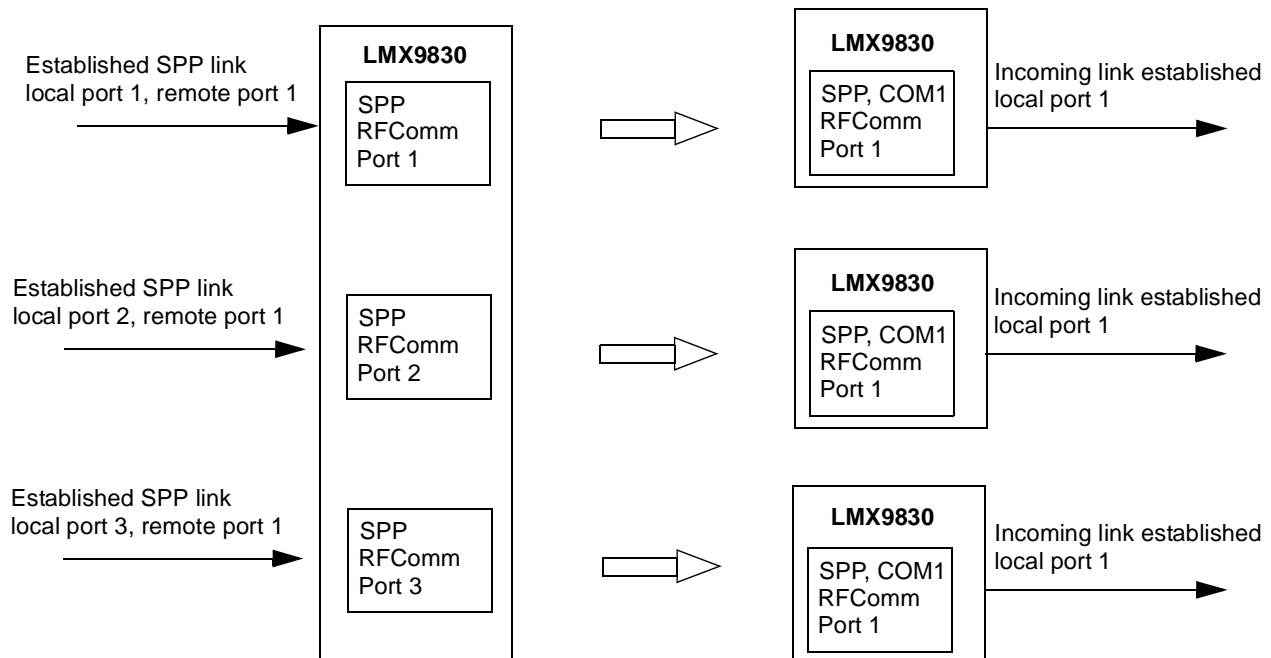 Established SPP link
local port 1, remote port 1
LMX9830
SPP
RFComm
Port 1
LMX9830
SPP, COM1
RFComm
Port 1
Incoming link established
local port 1
Established SPP link
local port 2, remote port 1
SPP
RFComm
Port 2
LMX9830
SPP, COM1
RFComm
Port 1
Incoming link established
local port 1
Established SPP link
local port 3, remote port 1
SPP
RFComm
Port 3
LMX9830
SPP, COM1
RFComm
Port 1
Incoming link established
local port 1